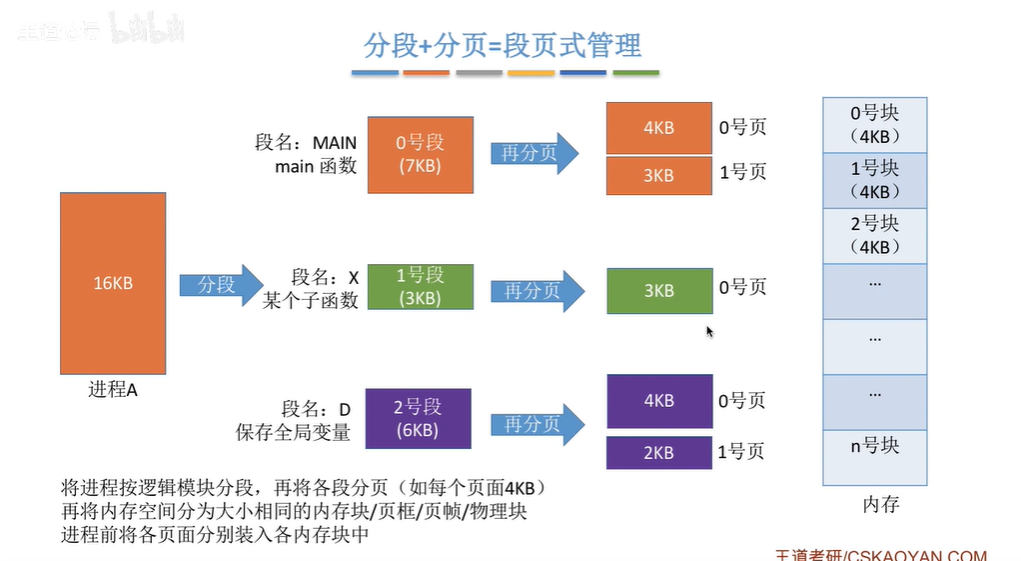 王道论坛 bilibili
分段+分页=段页式管理
段名：MAIN
main 函数
0号段
(7KB)
再分页
4KB
0号页
3KB
1号页
16KB
进程A
分段
段名：X
某个子函数
1号段
(3KB)
再分页
3KB
0号页
段名：D
保存全局变量
2号段
(6KB)
再分页
4KB
0号页
2KB
1号页
0号块
（4KB）
1号块
（4KB）
2号块
（4KB）
...
...
...
n号块
内存
将进程按逻辑模块分段，再将各段分页（如每个页面4KB）
再将内存空间分为大小相同的内存块/页框/页帧/物理块
进程前将各页面分别装入各内存块中
王道考研/CSKAOYAN.COM